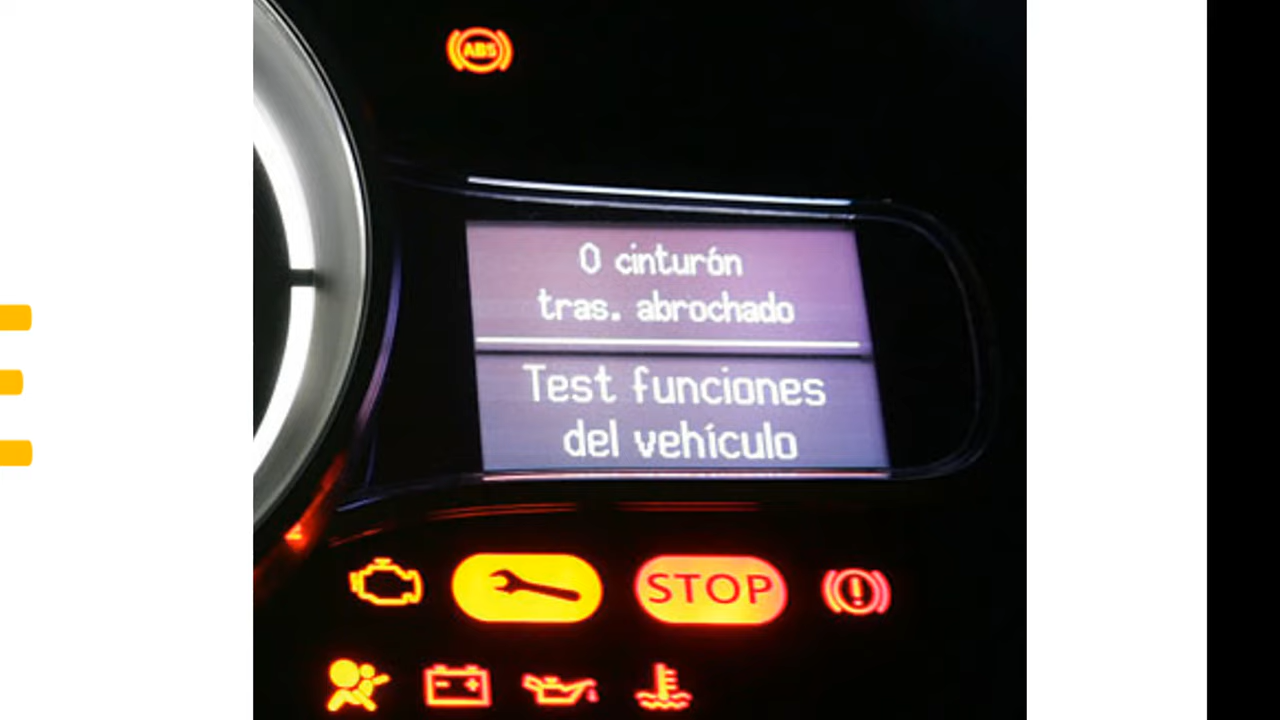 ABS
0 cinturón
tras. abrochado
Test funciones
del vehículo
STOP